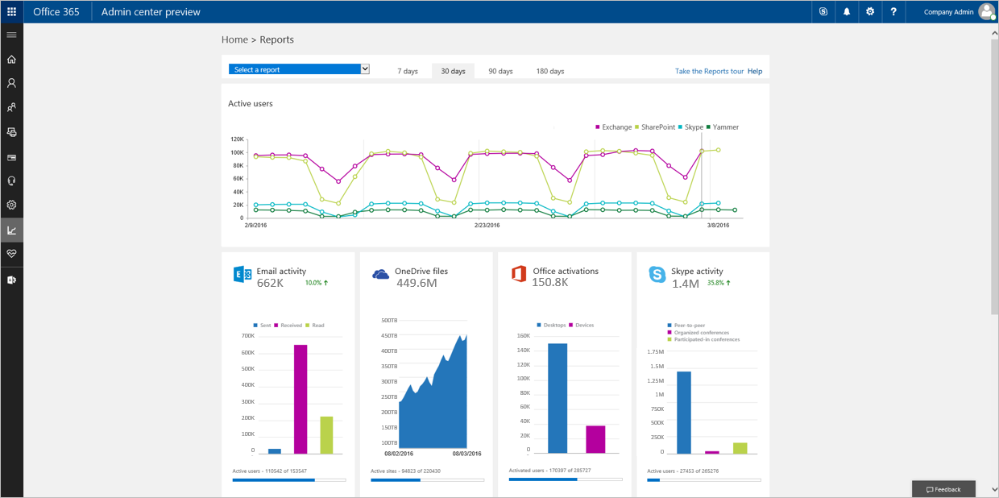 Office 365 Admin center preview ? Company Admin
Home > Reports
Select a report 7 days 30 days 90 days 180 days Take the Reports tour Help
Active users
Exchange SharePoint Skype Yammer
120K
100K
80K
60K
40K
20K
0
2/9/2016 2/23/2016 3/8/2016
Email activity
662K 10.0%
Sent Received Read
700K
600K
500K
400K
300K
200K
100K
0
Active users - 110542 of 153547
OneDrive files
449.6M
500TB
450TB
400TB
350TB
300TB
250TB
200TB
150TB
100TB
08/02/2016 08/03/2016
Active sites - 94823 of 220430
Office activations
150.8K
Desktops Devices
160K
140K
120K
100K
80K
60K
40K
20K
0
Activated users - 170397 of 285727
Skype activity
1.4M 35.8%
Peer-to-peer
Organized conferences
Participated-in conferences
1.75M
1.5M
1.25M
1M
750K
500K
250K
0
Active users - 27453 of 265276
Feedback